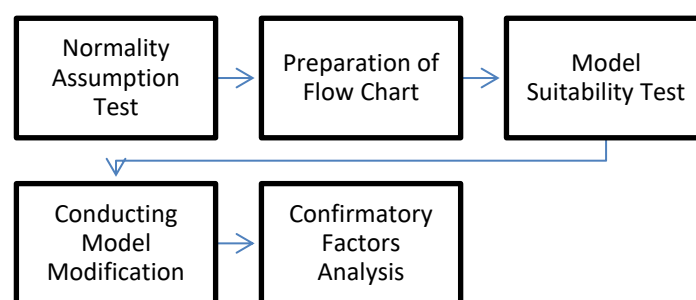 Normality
Assumption
Test
Preparation of
Flow Chart
Model
Suitability Test
Conducting
Model
Modification
Confirmatory
Factors
Analysis